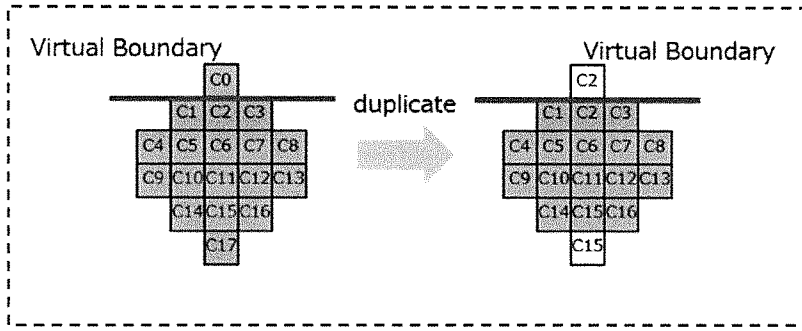 Virtual Boundary
C0
C1 C2 C3
C4 C5 C6 C7 C8
C9 C10 C11 C12 C13
C14 C15 C16
C17
duplicate
Virtual Boundary
C2
C1 C2 C3
C4 C5 C6 C7 C8
C9 C10 C11 C12 C13
C14 C15 C16
C15